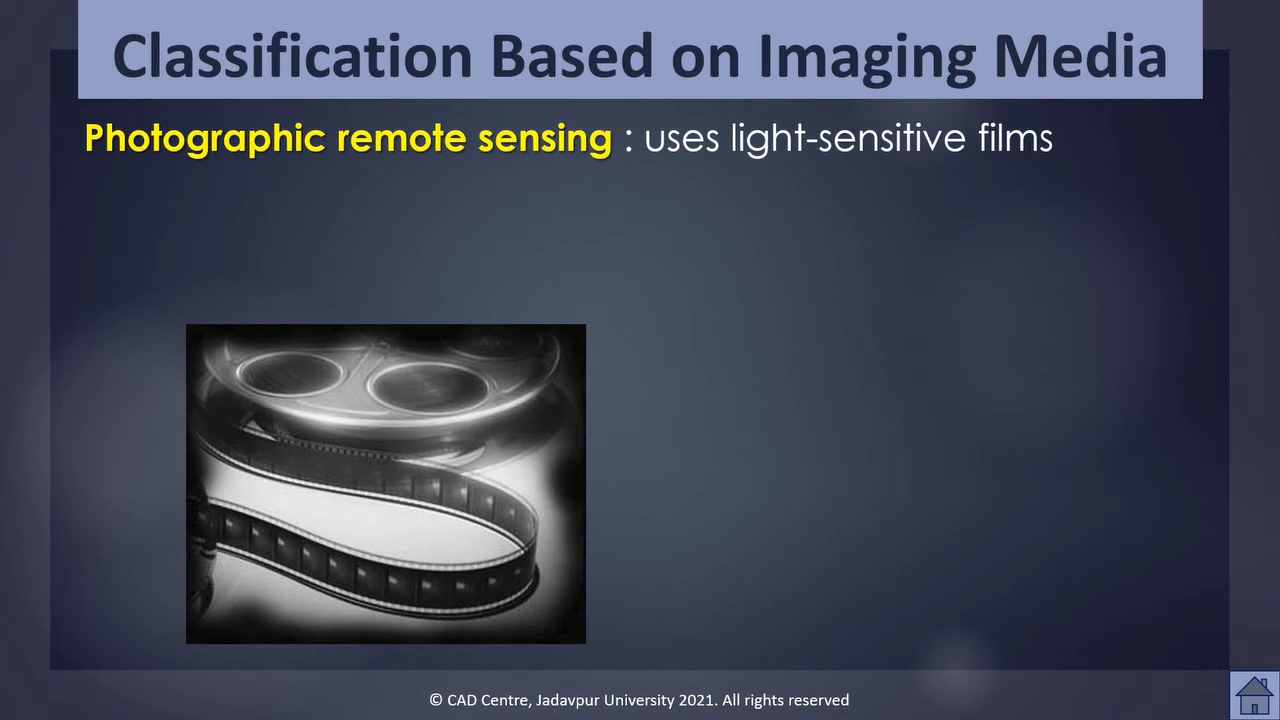 Classification Based on Imaging Media
Photographic remote sensing : uses light-sensitive films
© CAD Centre, Jadavpur University 2021. All rights reserved